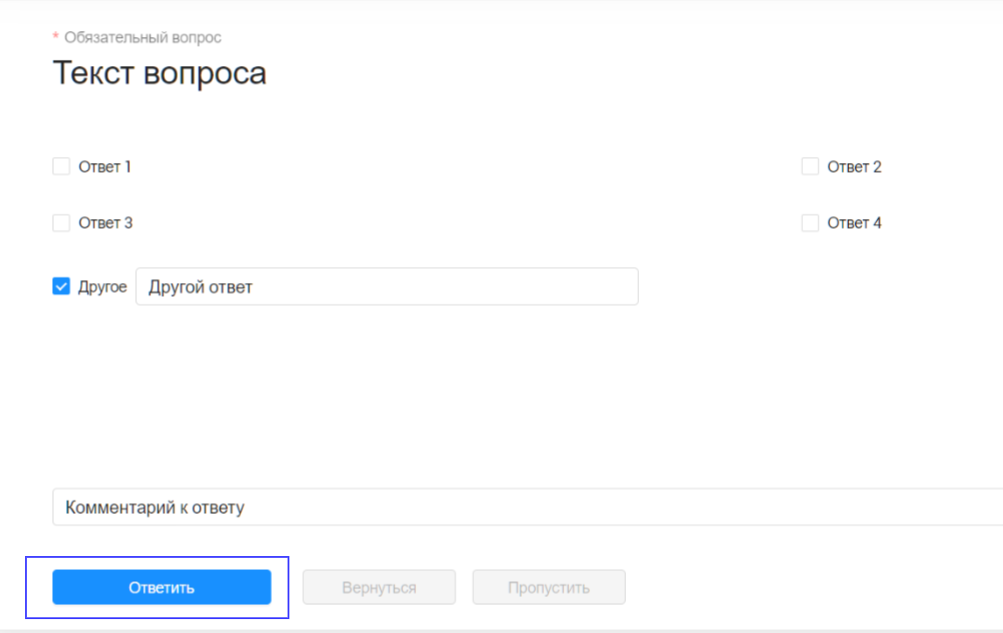 * Обязательный вопрос
Текст вопроса
Ответ 1 Ответ 2
Ответ 3 Ответ 4
Другое Другой ответ
Комментарий к ответу
Ответить Вернуться Пропустить